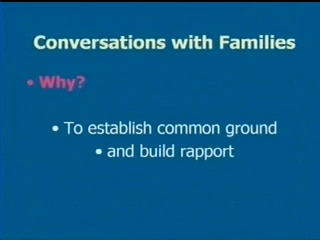 Conversations with Families
• Why?
• To establish common ground
• and build rapport